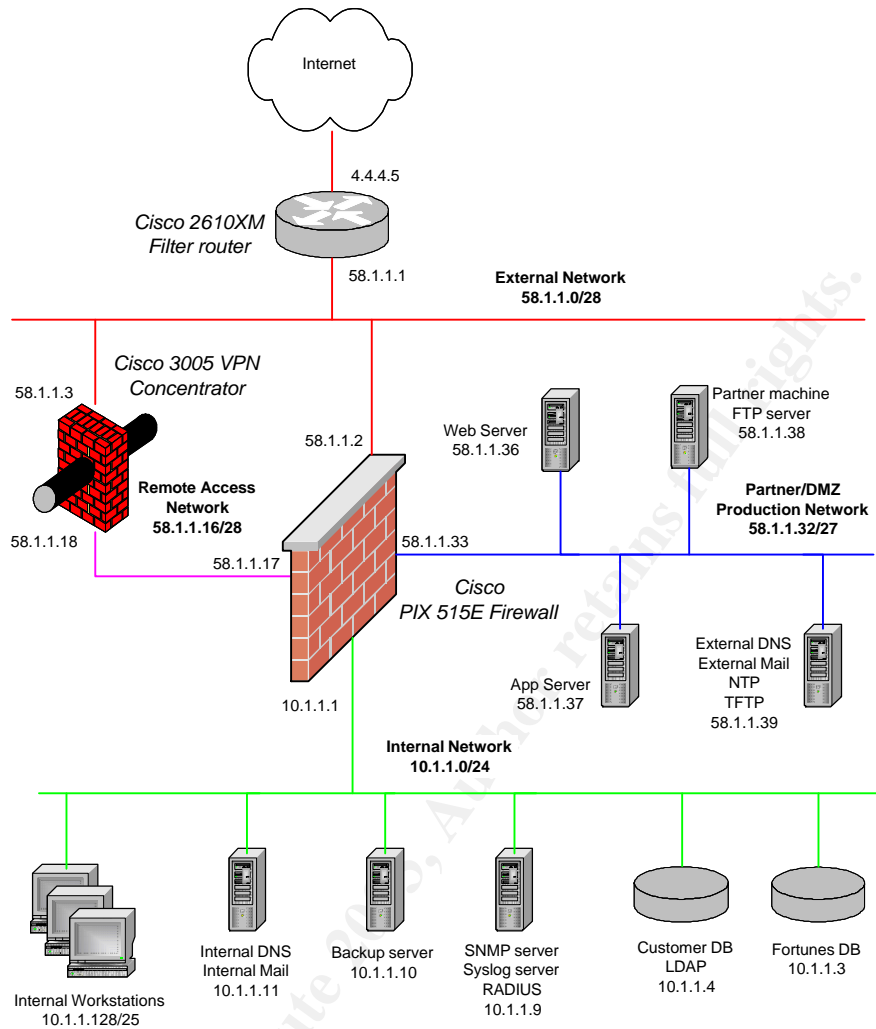 Internet
4.4.4.5
Cisco 2610XM
Filter router
58.1.1.1
External Network
58.1.1.0/28
Cisco 3005 VPN
Concentrator
58.1.1.3
58.1.1.2
Web Server
58.1.1.36
Partner machine
FTP server
58.1.1.38
Remote Access
Network
58.1.1.16/28
Partner/DMZ
Production Network
58.1.1.32/27
58.1.1.18
58.1.1.17
58.1.1.33
Cisco
PIX 515E Firewall
App Server
58.1.1.37
External DNS
External Mail
NTP
TFTP
58.1.1.39
10.1.1.1
Internal Network
10.1.1.0/24
Internal Workstations
10.1.1.128/25
Internal DNS
Internal Mail
10.1.1.11
Backup server
10.1.1.10
SNMP server
Syslog server
RADIUS
10.1.1.9
Customer DB
LDAP
10.1.1.4
Fortunes DB
10.1.1.3
Author retains full rights.